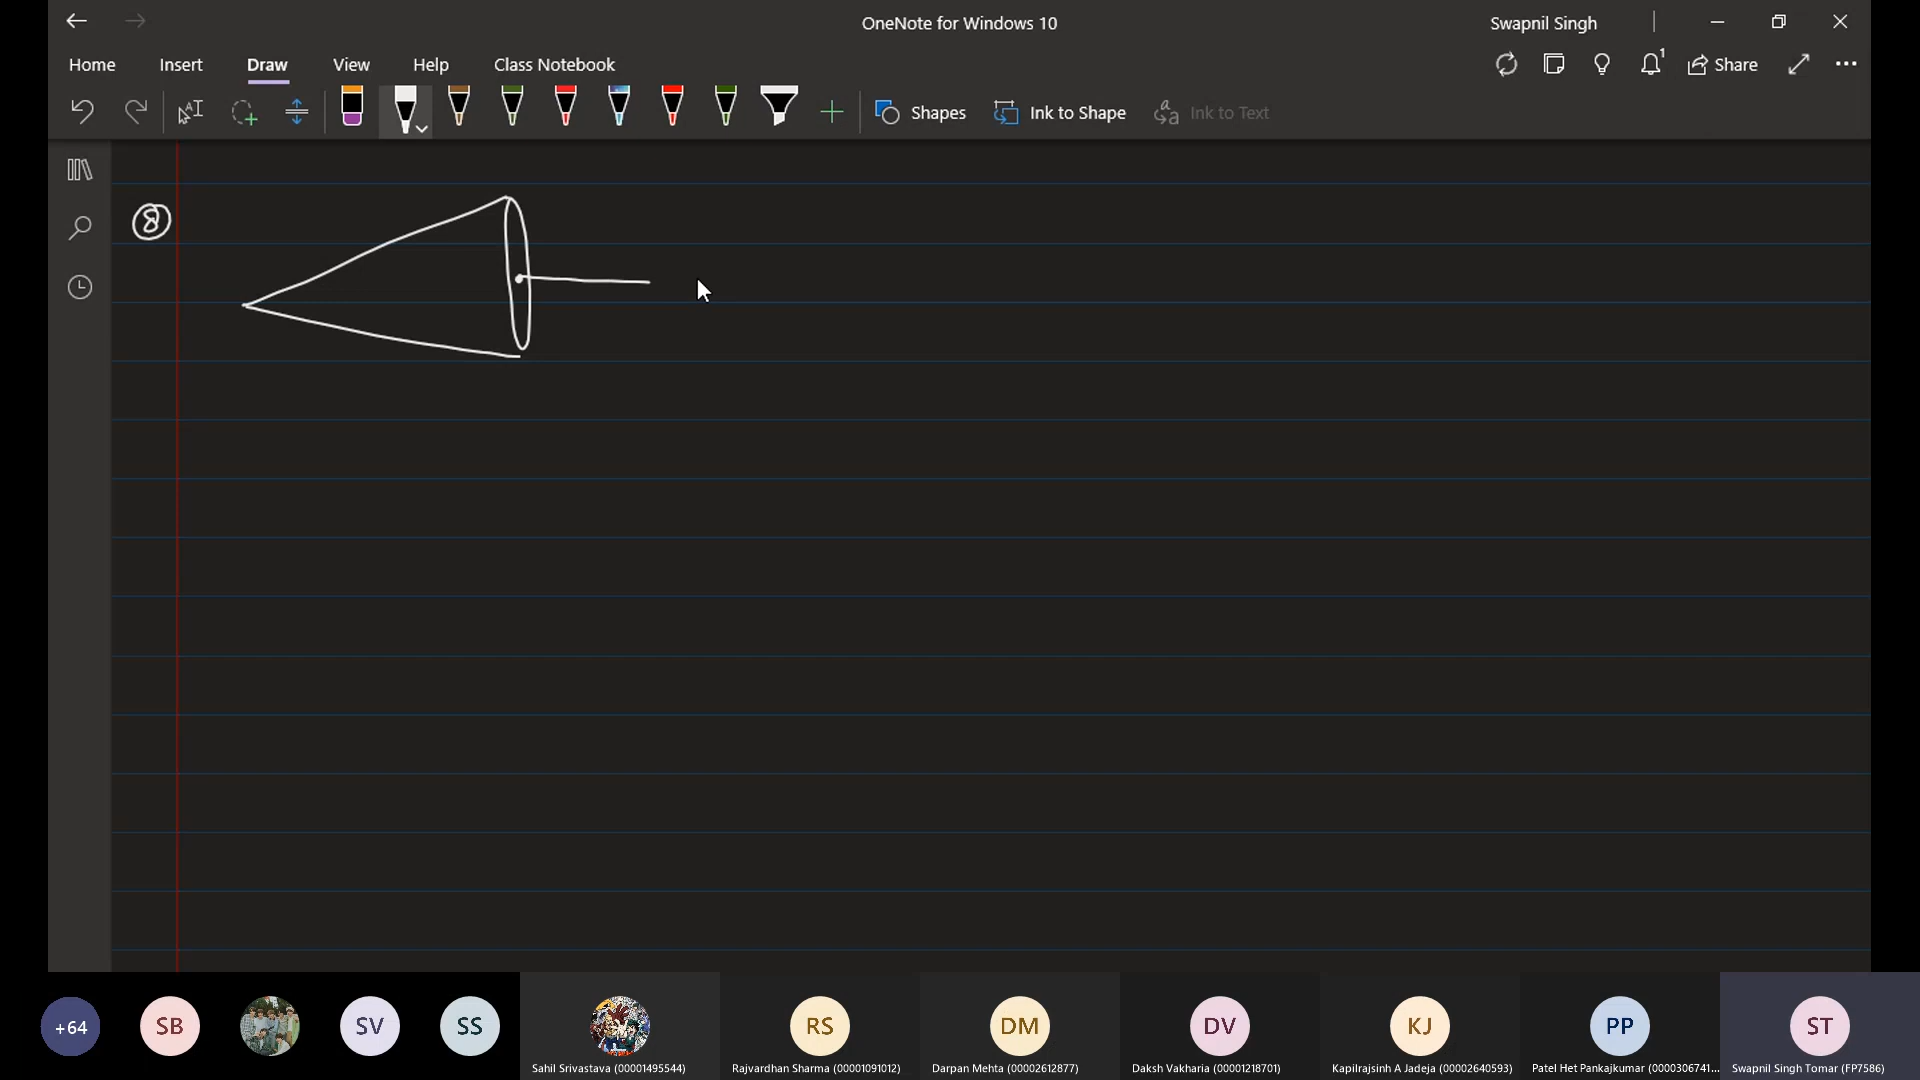 OneNote for Windows 10
Swapnil Singh
Home Insert Draw View Help Class Notebook
1
Share
Shapes Ink to Shape Ink to Text
8
+64 SB SV SS RS DM DV KJ PP ST
Sahil Srivastava (00001495544) Rajvardhan Sharma (00001091012) Darpan Mehta (00002612877) Daksh Vakharia (00001218701) Kapilrajsinh A Jadeja (00002640593) Patel Het Pankajkumar (0000306741... Swapnil Singh Tomar (FP7586)